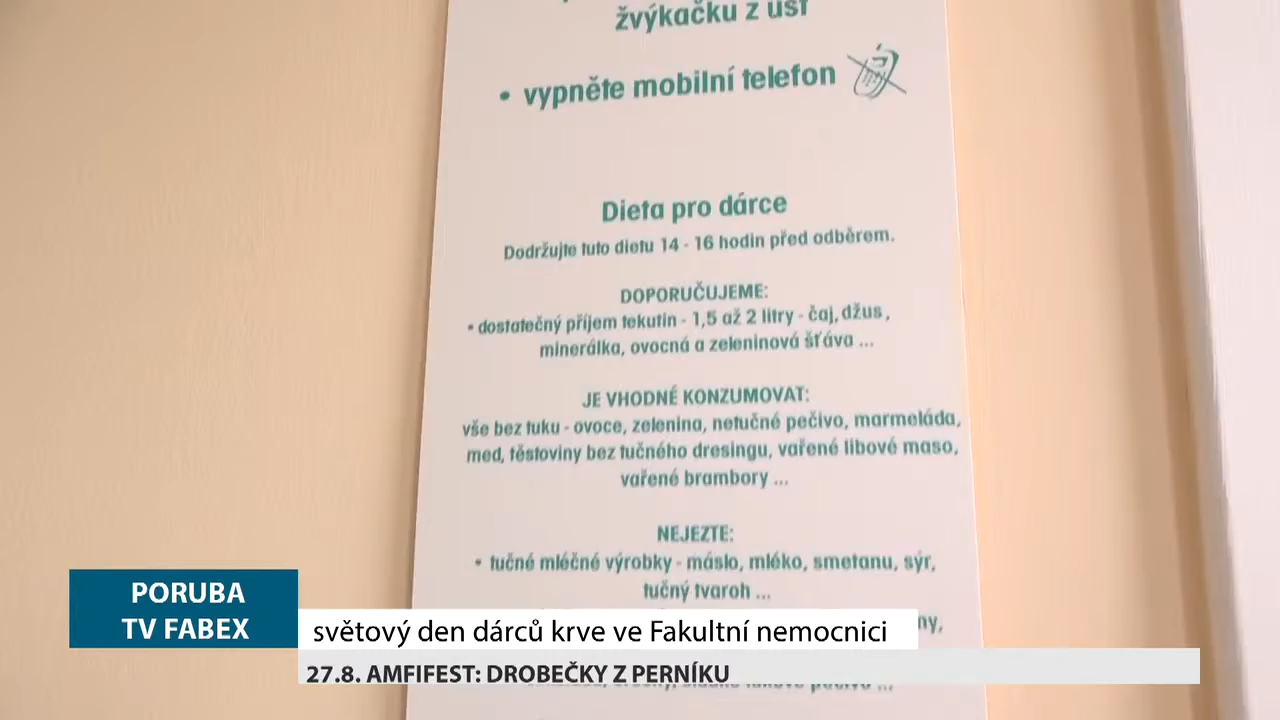 žvýkačku z úst
• vypněte mobilní telefon
Dieta pro dárce
Dodržujte tuto dietu 14 - 16 hodin před odběrem.
DOPORUČUJEME:
• dostatečný příjem tekutin - 1,5 až 2 litry - čaj, džus,
minerálka, ovocná a zeleninová šťáva ...
JE VHODNÉ KONZUMOVAT:
vše bez tuku - ovoce, zelenina, netučné pečivo, marmeláda,
med, těstoviny bez tučného dresingu, vařené libové maso,
vařené brambory ...
NEJEZTE:
• tučné mléčné výrobky - máslo, mléko, smetanu, sýr,
tučný tvaroh ...
PORUBA
TV FABEX
světový den dárců krve ve Fakultní nemocnici
27.8. AMFIFEST: DROBEČKY Z PERNÍKU